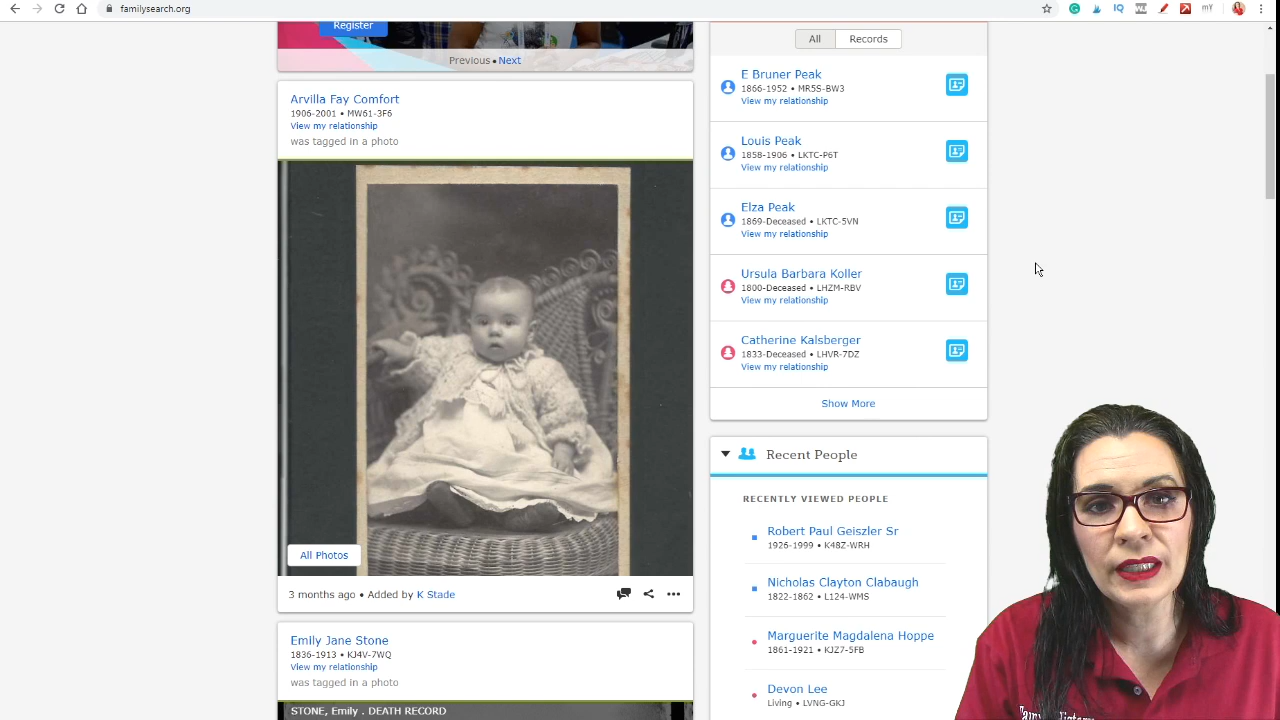 familysearch.org
Register
Previous • Next
Arvilla Fay Comfort
1906-2001 • MW61-3F6
View my relationship
was tagged in a photo
All Photos
3 months ago • Added by K Stade
Emily Jane Stone
1836-1913 • KJ4V-7WQ
View my relationship
was tagged in a photo
STONE, Emily . DEATH RECORD
All
Records
E Bruner Peak
1866-1952 • MR5S-BW3
View my relationship
Louis Peak
1858-1906 • LKTC-P6T
View my relationship
Elza Peak
1869-Deceased • LKTC-5VN
View my relationship
Ursula Barbara Koller
1800-Deceased • LHZM-RBV
View my relationship
Catherine Kalsberger
1833-Deceased • LHVR-7DZ
View my relationship
Show More
Recent People
RECENTLY VIEWED PEOPLE
Robert Paul Geiszler Sr
1926-1999 • K48Z-WRH
Nicholas Clayton Clabaugh
1822-1862 • L124-WMS
Marguerite Magdalena Hoppe
1861-1921 • KJZ7-5FB
Devon Lee
Living • LVNG-GKJ